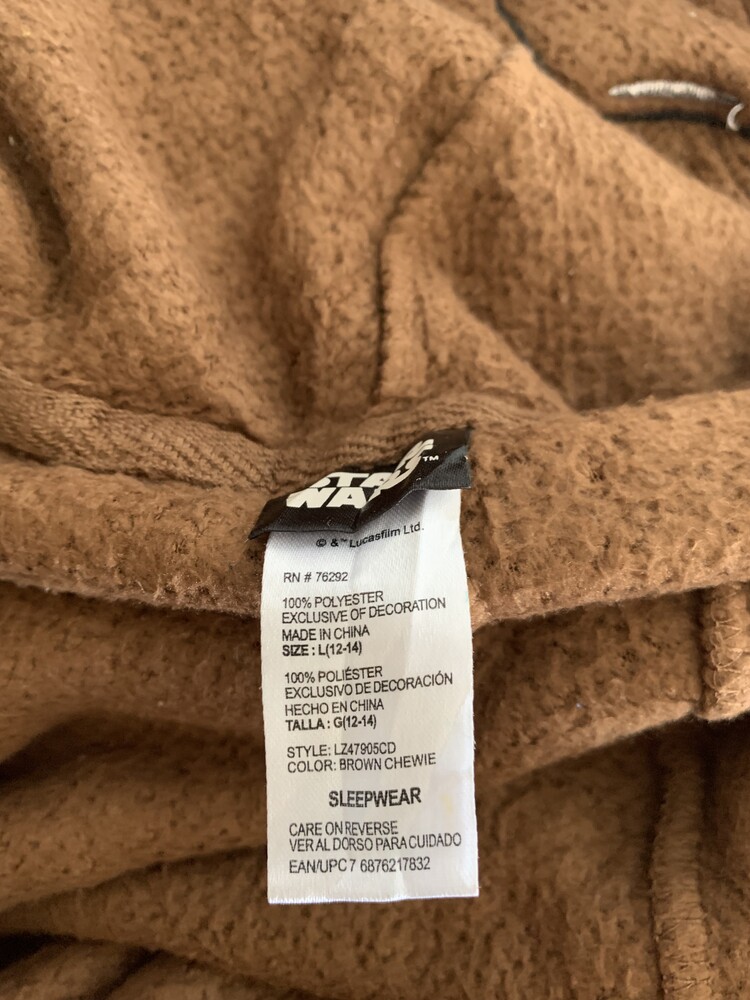 STAR
WARS™
© & ™ Lucasfilm Ltd.
RN # 76292
100% POLYESTER
EXCLUSIVE OF DECORATION
MADE IN CHINA
SIZE : L(12-14)
100% POLIÉSTER
EXCLUSIVO DE DECORACIÓN
HECHO EN CHINA
TALLA : G(12-14)
STYLE: LZ47905CD
COLOR: BROWN CHEWIE
SLEEPWEAR
CARE ON REVERSE
VER AL DORSO PARA CUIDADO
EAN/UPC 7 6876217832